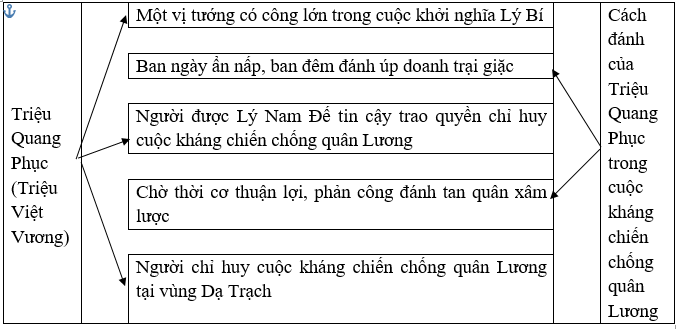 Triệu
Quang
Phục
(Triệu
Việt
Vương)
Một vị tướng có công lớn trong cuộc khởi nghĩa Lý Bí
Ban ngày ẩn nấp, ban đêm đánh úp doanh trại giặc
Người được Lý Nam Đế tin cậy trao quyền chỉ huy
cuộc kháng chiến chống quân Lương
Chờ thời cơ thuận lợi, phản công đánh tan quân xâm
lược
Người chỉ huy cuộc kháng chiến chống quân Lương
tại vùng Dạ Trạch
Cách
đánh
của
Triệu
Quang
Phục
trong
cuộc
kháng
chiến
chống
quân
Lương